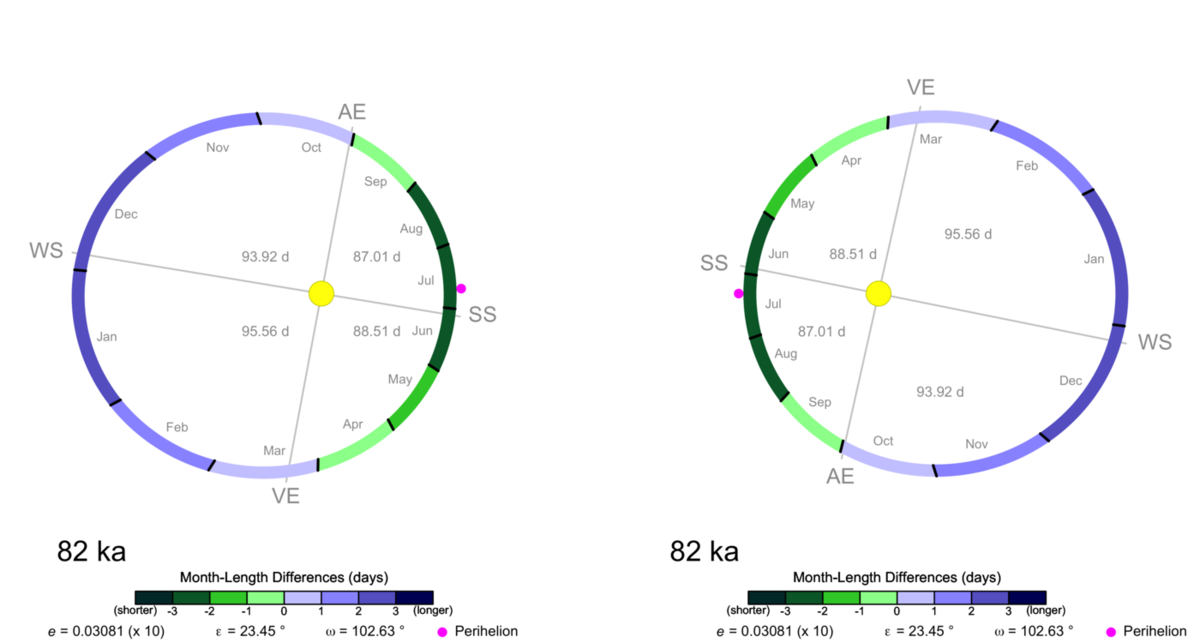 AE
Nov
Oct
Sep
Dec
Aug
WS
93.92 d
87.01 d
Jul
SS
95.56 d
88.51 d
Jun
Jan
May
Feb
Apr
Mar
VE
82 ka
Month-Length Differences (days)
(shorter) -3 -2 -1 0 1 2 3 (longer)
e = 0.03081 (x 10) ε = 23.45 ° ω = 102.63 ° Perihelion
VE
Mar
Apr
Feb
May
95.56 d
Jun
88.51 d
SS
Jan
Jul
87.01 d
WS
Aug
Dec
Sep
93.92 d
Oct
Nov
AE
82 ka
Month-Length Differences (days)
(shorter) -3 -2 -1 0 1 2 3 (longer)
e = 0.03081 (x 10) ε = 23.45 ° ω = 102.63 ° Perihelion